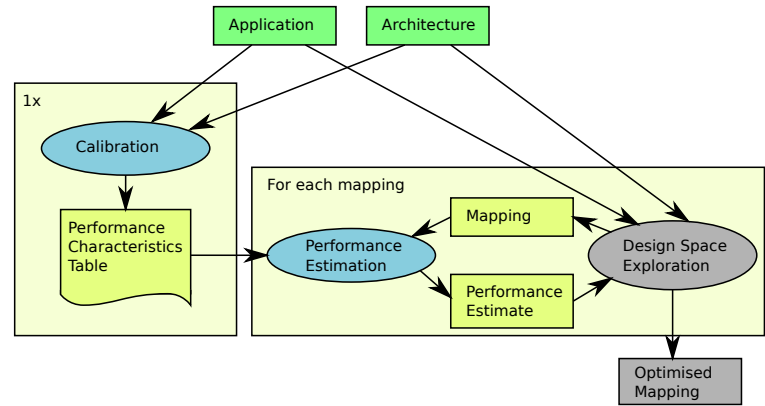 Application
Architecture
1x
Calibration
Performance
Characteristics
Table
For each mapping
Performance
Estimation
Mapping
Performance
Estimate
Design Space
Exploration
Optimised
Mapping